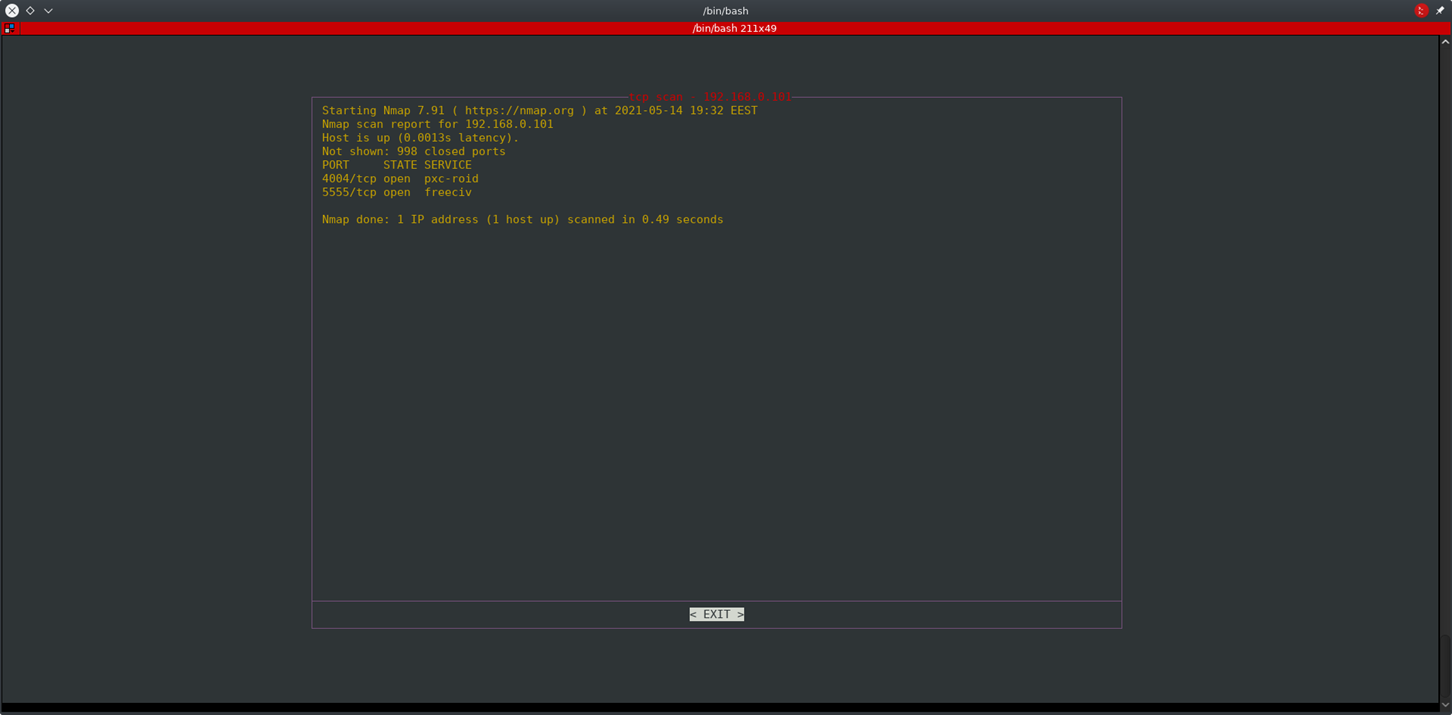 /bin/bash
/bin/bash 211x49
tcp scan - 192.168.0.101
Starting Nmap 7.91 ( https://nmap.org ) at 2021-05-14 19:32 EEST
Nmap scan report for 192.168.0.101
Host is up (0.0013s latency).
Not shown: 998 closed ports
PORT     STATE SERVICE
4004/tcp open  pxc-roid
5555/tcp open  freeciv
Nmap done: 1 IP address (1 host up) scanned in 0.49 seconds
< EXIT >